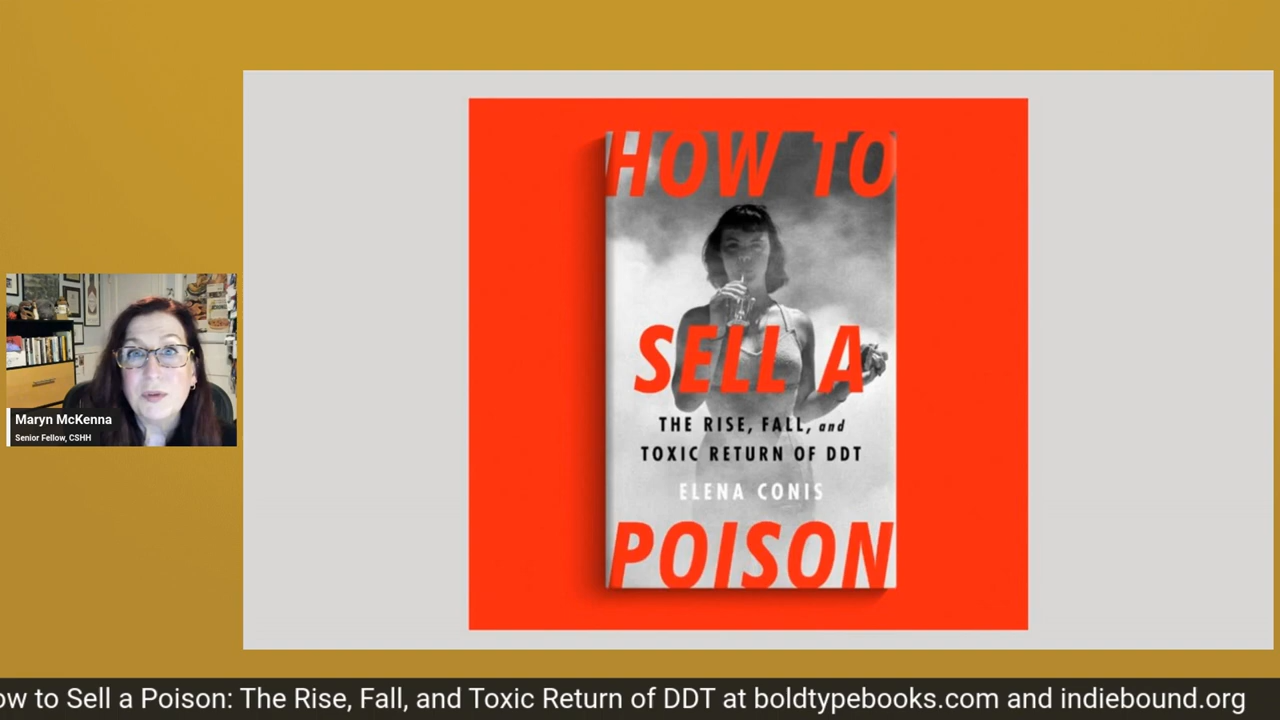 HOW TO
SELL A
THE RISE, FALL, and
TOXIC RETURN OF DDT
ELENA CONIS
POISON
Maryn McKenna
Senior Fellow, CSHH
ow to Sell a Poison: The Rise, Fall, and Toxic Return of DDT at boldtypebooks.com and indiebound.org